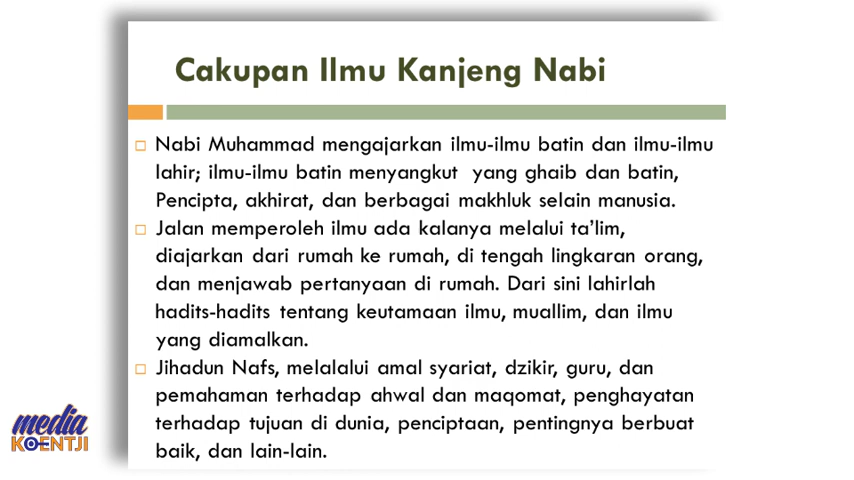 Cakupan Ilmu Kanjeng Nabi
Nabi Muhammad mengajarkan ilmu-ilmu batin dan ilmu-ilmu
lahir; ilmu-ilmu batin menyangkut yang ghaib dan batin,
Pencipta, akhirat, dan berbagai makhluk selain manusia.
Jalan memperoleh ilmu ada kalanya melalui ta'lim,
diajarkan dari rumah ke rumah, di tengah lingkaran orang,
dan menjawab pertanyaan di rumah. Dari sini lahirlah
hadits-hadits tentang keutamaan ilmu, muallim, dan ilmu
yang diamalkan.
Jihadun Nafs, melalalui amal syariat, dzikir, guru, dan
pemahaman terhadap ahwal dan maqomat, penghayatan
terhadap tujuan di dunia, penciptaan, pentingnya berbuat
baik, dan lain-lain.
media
KOENTJI